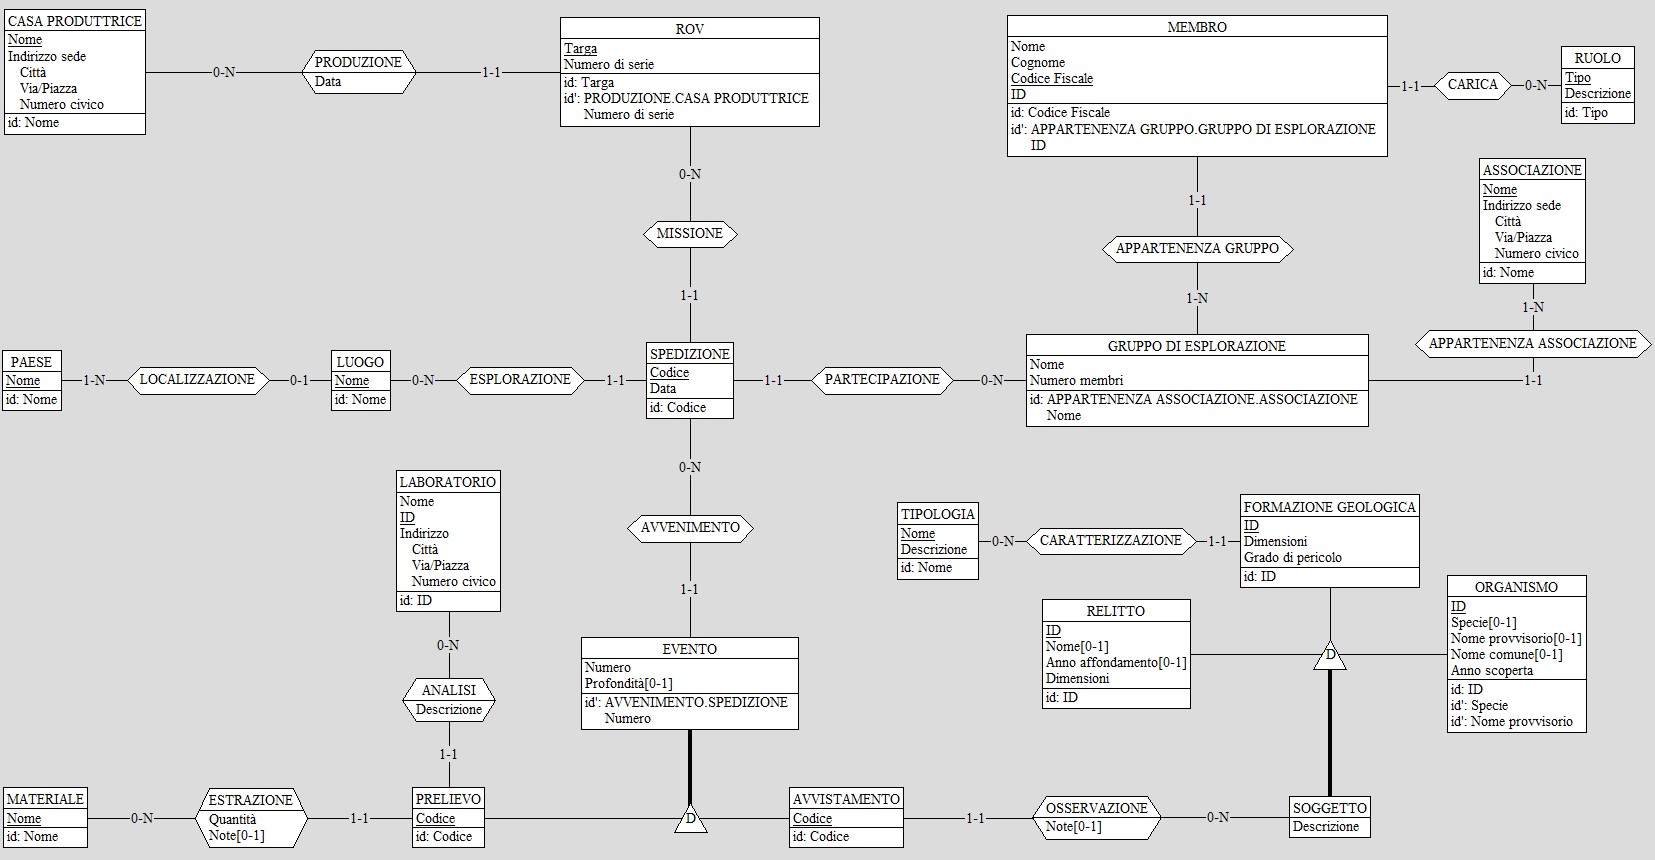 CASA PRODUTTRICE
Nome
Indirizzo sede
Città
Via/Piazza
Numero civico
id: Nome
0-N
PRODUZIONE
Data
1-1
ROV
Targa
Numero di serie
id: Targa
id': PRODUZIONE.CASA PRODUTTRICE
Numero di serie
MEMBRO
Nome
Cognome
Codice Fiscale
ID
id: Codice Fiscale
id': APPARTENENZA GRUPPO.GRUPPO DI ESPLORAZIONE
ID
1-1
CARICA
0-N
RUOLO
Tipo
Descrizione
id: Tipo
0-N
MISSIONE
1-1
1-1
APPARTENENZA GRUPPO
1-N
ASSOCIAZIONE
Nome
Indirizzo sede
Città
Via/Piazza
Numero civico
id: Nome
1-N
APPARTENENZA ASSOCIAZIONE
1-1
PAESE
Nome
id: Nome
1-N
LOCALIZZAZIONE
0-1
LUOGO
Nome
id: Nome
0-N
ESPLORAZIONE
1-1
SPEDIZIONE
Codice
Data
id: Codice
1-1
PARTECIPAZIONE
0-N
GRUPPO DI ESPLORAZIONE
Nome
Numero membri
id: APPARTENENZA ASSOCIAZIONE.ASSOCIAZIONE
Nome
0-N
AVVENIMENTO
1-1
LABORATORIO
Nome
ID
Indirizzo
Città
Via/Piazza
Numero civico
id: ID
0-N
ANALISI
Descrizione
1-1
EVENTO
Numero
Profondità[0-1]
id': AVVENIMENTO.SPEDIZIONE
Numero
TIPOLOGIA
Nome
Descrizione
id: Nome
0-N
CARATTERIZZAZIONE
1-1
FORMAZIONE GEOLOGICA
ID
Dimensioni
Grado di pericolo
id: ID
RELITTO
ID
Nome[0-1]
Anno affondamento[0-1]
Dimensioni
id: ID
D
ORGANISMO
ID
Specie[0-1]
Nome provvisorio[0-1]
Nome comune[0-1]
Anno scoperta
id: ID
id': Specie
id': Nome provvisorio
MATERIALE
Nome
id: Nome
0-N
ESTRAZIONE
Quantità
Note[0-1]
1-1
PRELIEVO
Codice
id: Codice
D
AVVISTAMENTO
Codice
id: Codice
1-1
OSSERVAZIONE
Note[0-1]
0-N
SOGGETTO
Descrizione